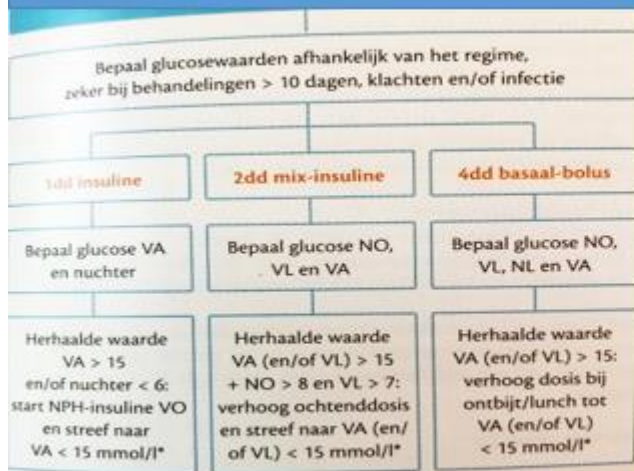 Bepaal glucosewaarden afhankelijk van het regime,
zeker bij behandelingen > 10 dagen, klachten en/of infectie
1dd insuline
2dd mix-insuline
4dd basaal-bolus
Bepaal glucose VA
en nuchter
Bepaal glucose NO,
VL en VA
Bepaal glucose NO,
VL, NL en VA
Herhaalde waarde
VA > 15
en/of nuchter < 6:
start NPH-insuline VO
en streef naar
VA < 15 mmol/l*
Herhaalde waarde
VA (en/of VL) > 15
+ NO > 8 en VL > 7:
verhoog ochtenddosis
en streef naar VA (en/
of VL) < 15 mmol/l*
Herhaalde waarde
VA (en/of VL) > 15:
verhoog dosis bij
ontbijt/lunch tot
VA (en/of VL)
< 15 mmol/l*